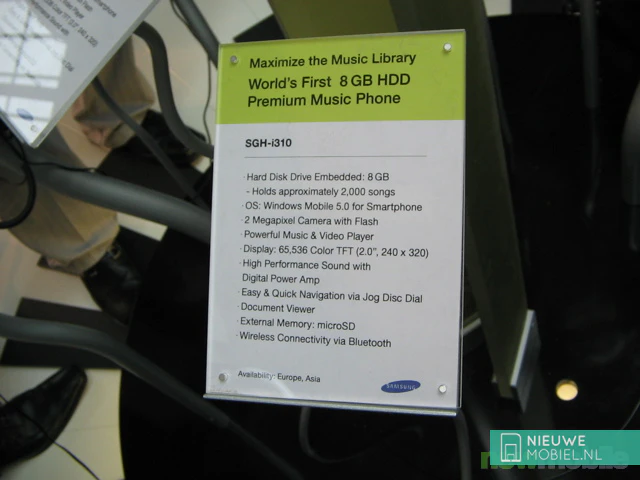 Maximize the Music Library
World's First 8 GB HDD
Premium Music Phone
SGH-i310
· Hard Disk Drive Embedded: 8 GB
- Holds approximately 2,000 songs
· OS: Windows Mobile 5.0 for Smartphone
· 2 Megapixel Camera with Flash
· Powerful Music & Video Player
· Display: 65,536 Color TFT (2.0", 240 x 320)
· High Performance Sound with
Digital Power Amp
· Easy & Quick Navigation via Jog Disc Dial
· Document Viewer
· External Memory: microSD
· Wireless Connectivity via Bluetooth
Availability: Europe, Asia
SAMSUNG
NIEUWE
MOBIEL.NL